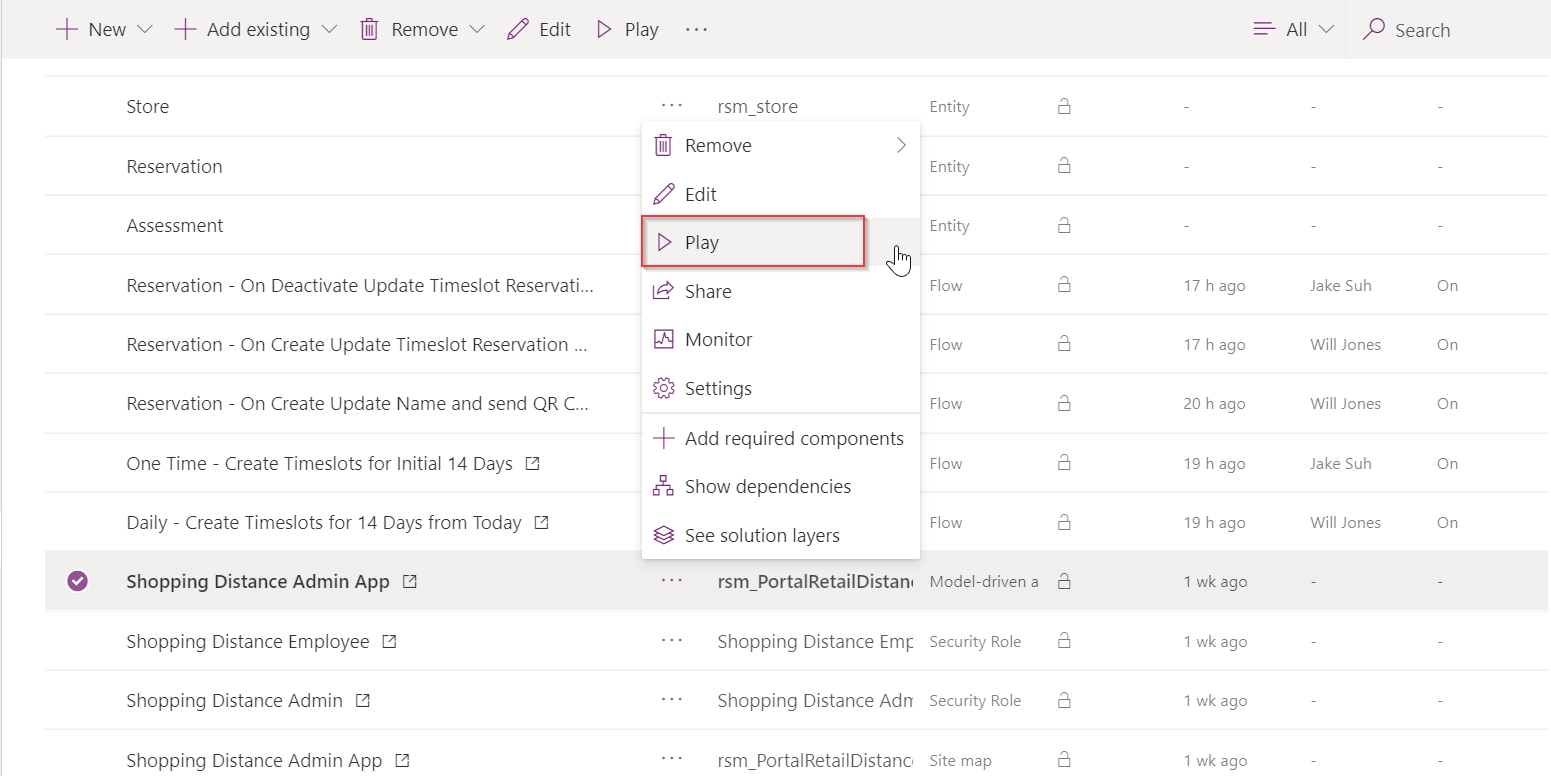 New Add existing Remove Edit Play ··· All Search
Store ··· rsm_store Entity - - -
Remove
Reservation Entity - - -
Edit
Assessment Entity - - -
Play
Reservation - On Deactivate Update Timeslot Reservati... Flow 17 h ago Jake Suh On
Share
Reservation - On Create Update Timeslot Reservation ... Flow 17 h ago Will Jones On
Monitor
Settings
Reservation - On Create Update Name and send QR C... Flow 20 h ago Will Jones On
Add required components
One Time - Create Timeslots for Initial 14 Days Flow 19 h ago Jake Suh On
Show dependencies
Daily - Create Timeslots for 14 Days from Today Flow 19 h ago Will Jones On
See solution layers
Shopping Distance Admin App ··· rsm_PortalRetailDistanc Model-driven a 1 wk ago - -
Shopping Distance Employee ··· Shopping Distance Emp Security Role 1 wk ago - -
Shopping Distance Admin ··· Shopping Distance Adm Security Role 1 wk ago - -
Shopping Distance Admin App ··· rsm_PortalRetailDistance Site map 1 wk ago - -